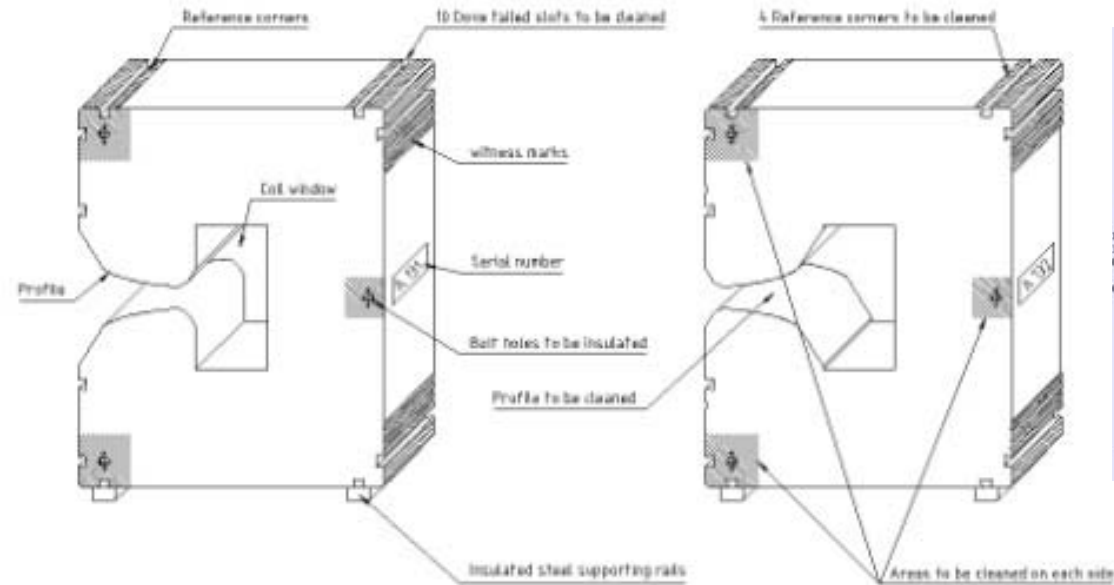 Reference corners
10 Dove tailed slots to be cleaned
4 Reference corners to be cleaned
witness marks
Coil window
Serial number
A 131
A 132
Profile
Bolt holes to be insulated
Profile to be cleaned
Insulated steel supporting rails
Areas to be cleaned on each side